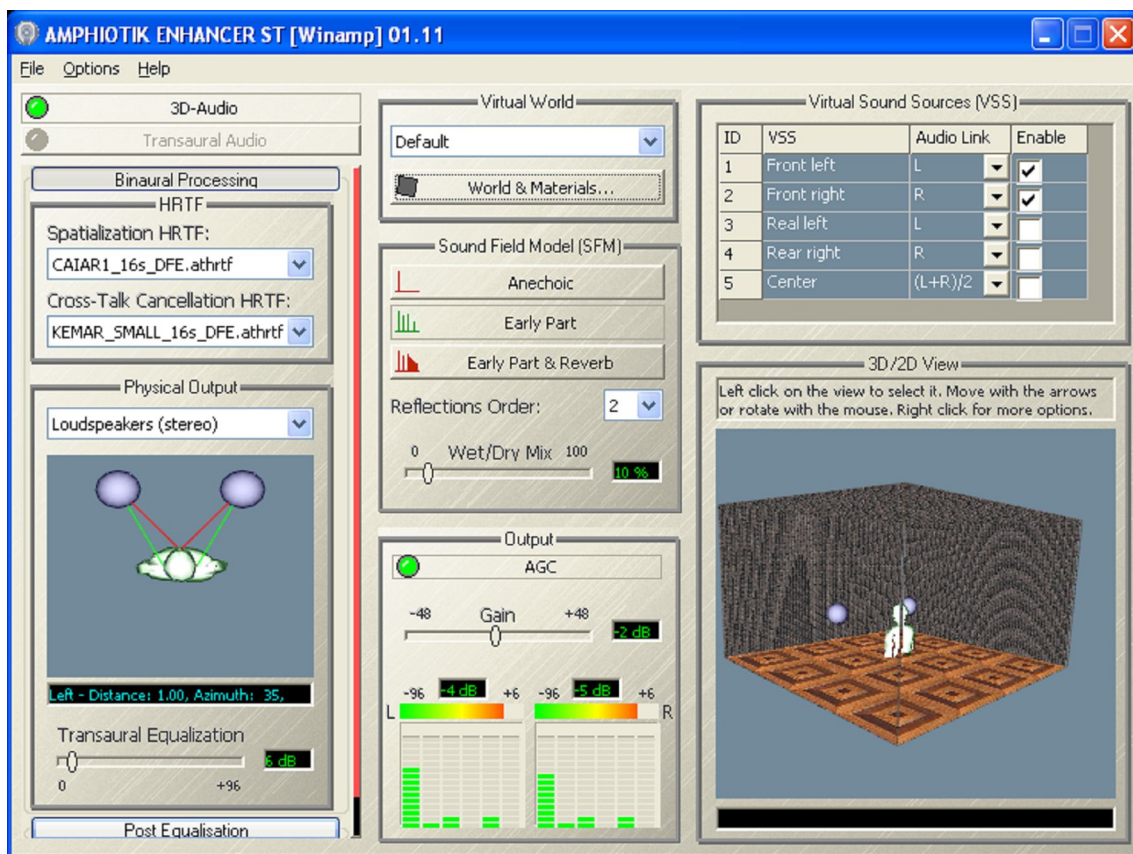 AMPHIOTIK ENHANCER ST [Winamp] 01.11
File Options Help
3D-Audio
Transaural Audio
Binaural Processing
HRTF
Spatialization HRTF:
CAIAR1_16s_DFE.athrtf
Cross-Talk Cancellation HRTF:
KEMAR_SMALL_16s_DFE.athrtf
Physical Output
Loudspeakers (stereo)
Left - Distance: 1.00, Azimuth: 35,
Transaural Equalization
6 dB
0 +96
Post Equalisation
Virtual World
Default
World & Materials...
Sound Field Model (SFM)
Anechoic
Early Part
Early Part & Reverb
Reflections Order: 2
0 Wet/Dry Mix 100
10 %
Output
AGC
-48 Gain +48
-2 dB
-96 -4 dB +6 -96 -5 dB +6
L R
Virtual Sound Sources (VSS)
ID VSS Audio Link Enable
1 Front left L
2 Front right R
3 Real left L
4 Rear right R
5 Center (L+R)/2
3D/2D View
Left click on the view to select it. Move with the arrows
or rotate with the mouse. Right click for more options.